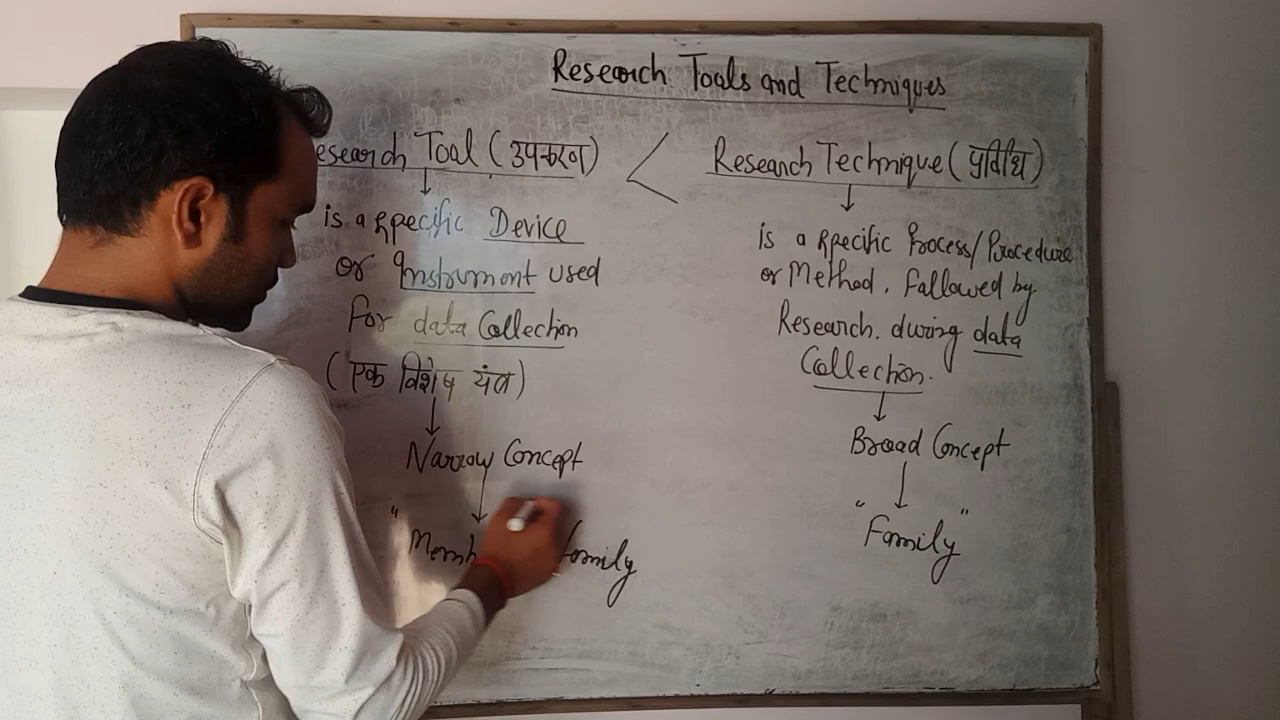 Research Tools and Techniques
esearch Tool (उपकरण) < Research Technique (प्रविधि)
is a specific Device
or Instrument used
for data Collection
(एक विशेष यंत्र)
Narrow Concept
"Memb family
is a specific Process/Procedure
or Method. followed by
Research. during data
Collection.
Broad Concept
"Family"